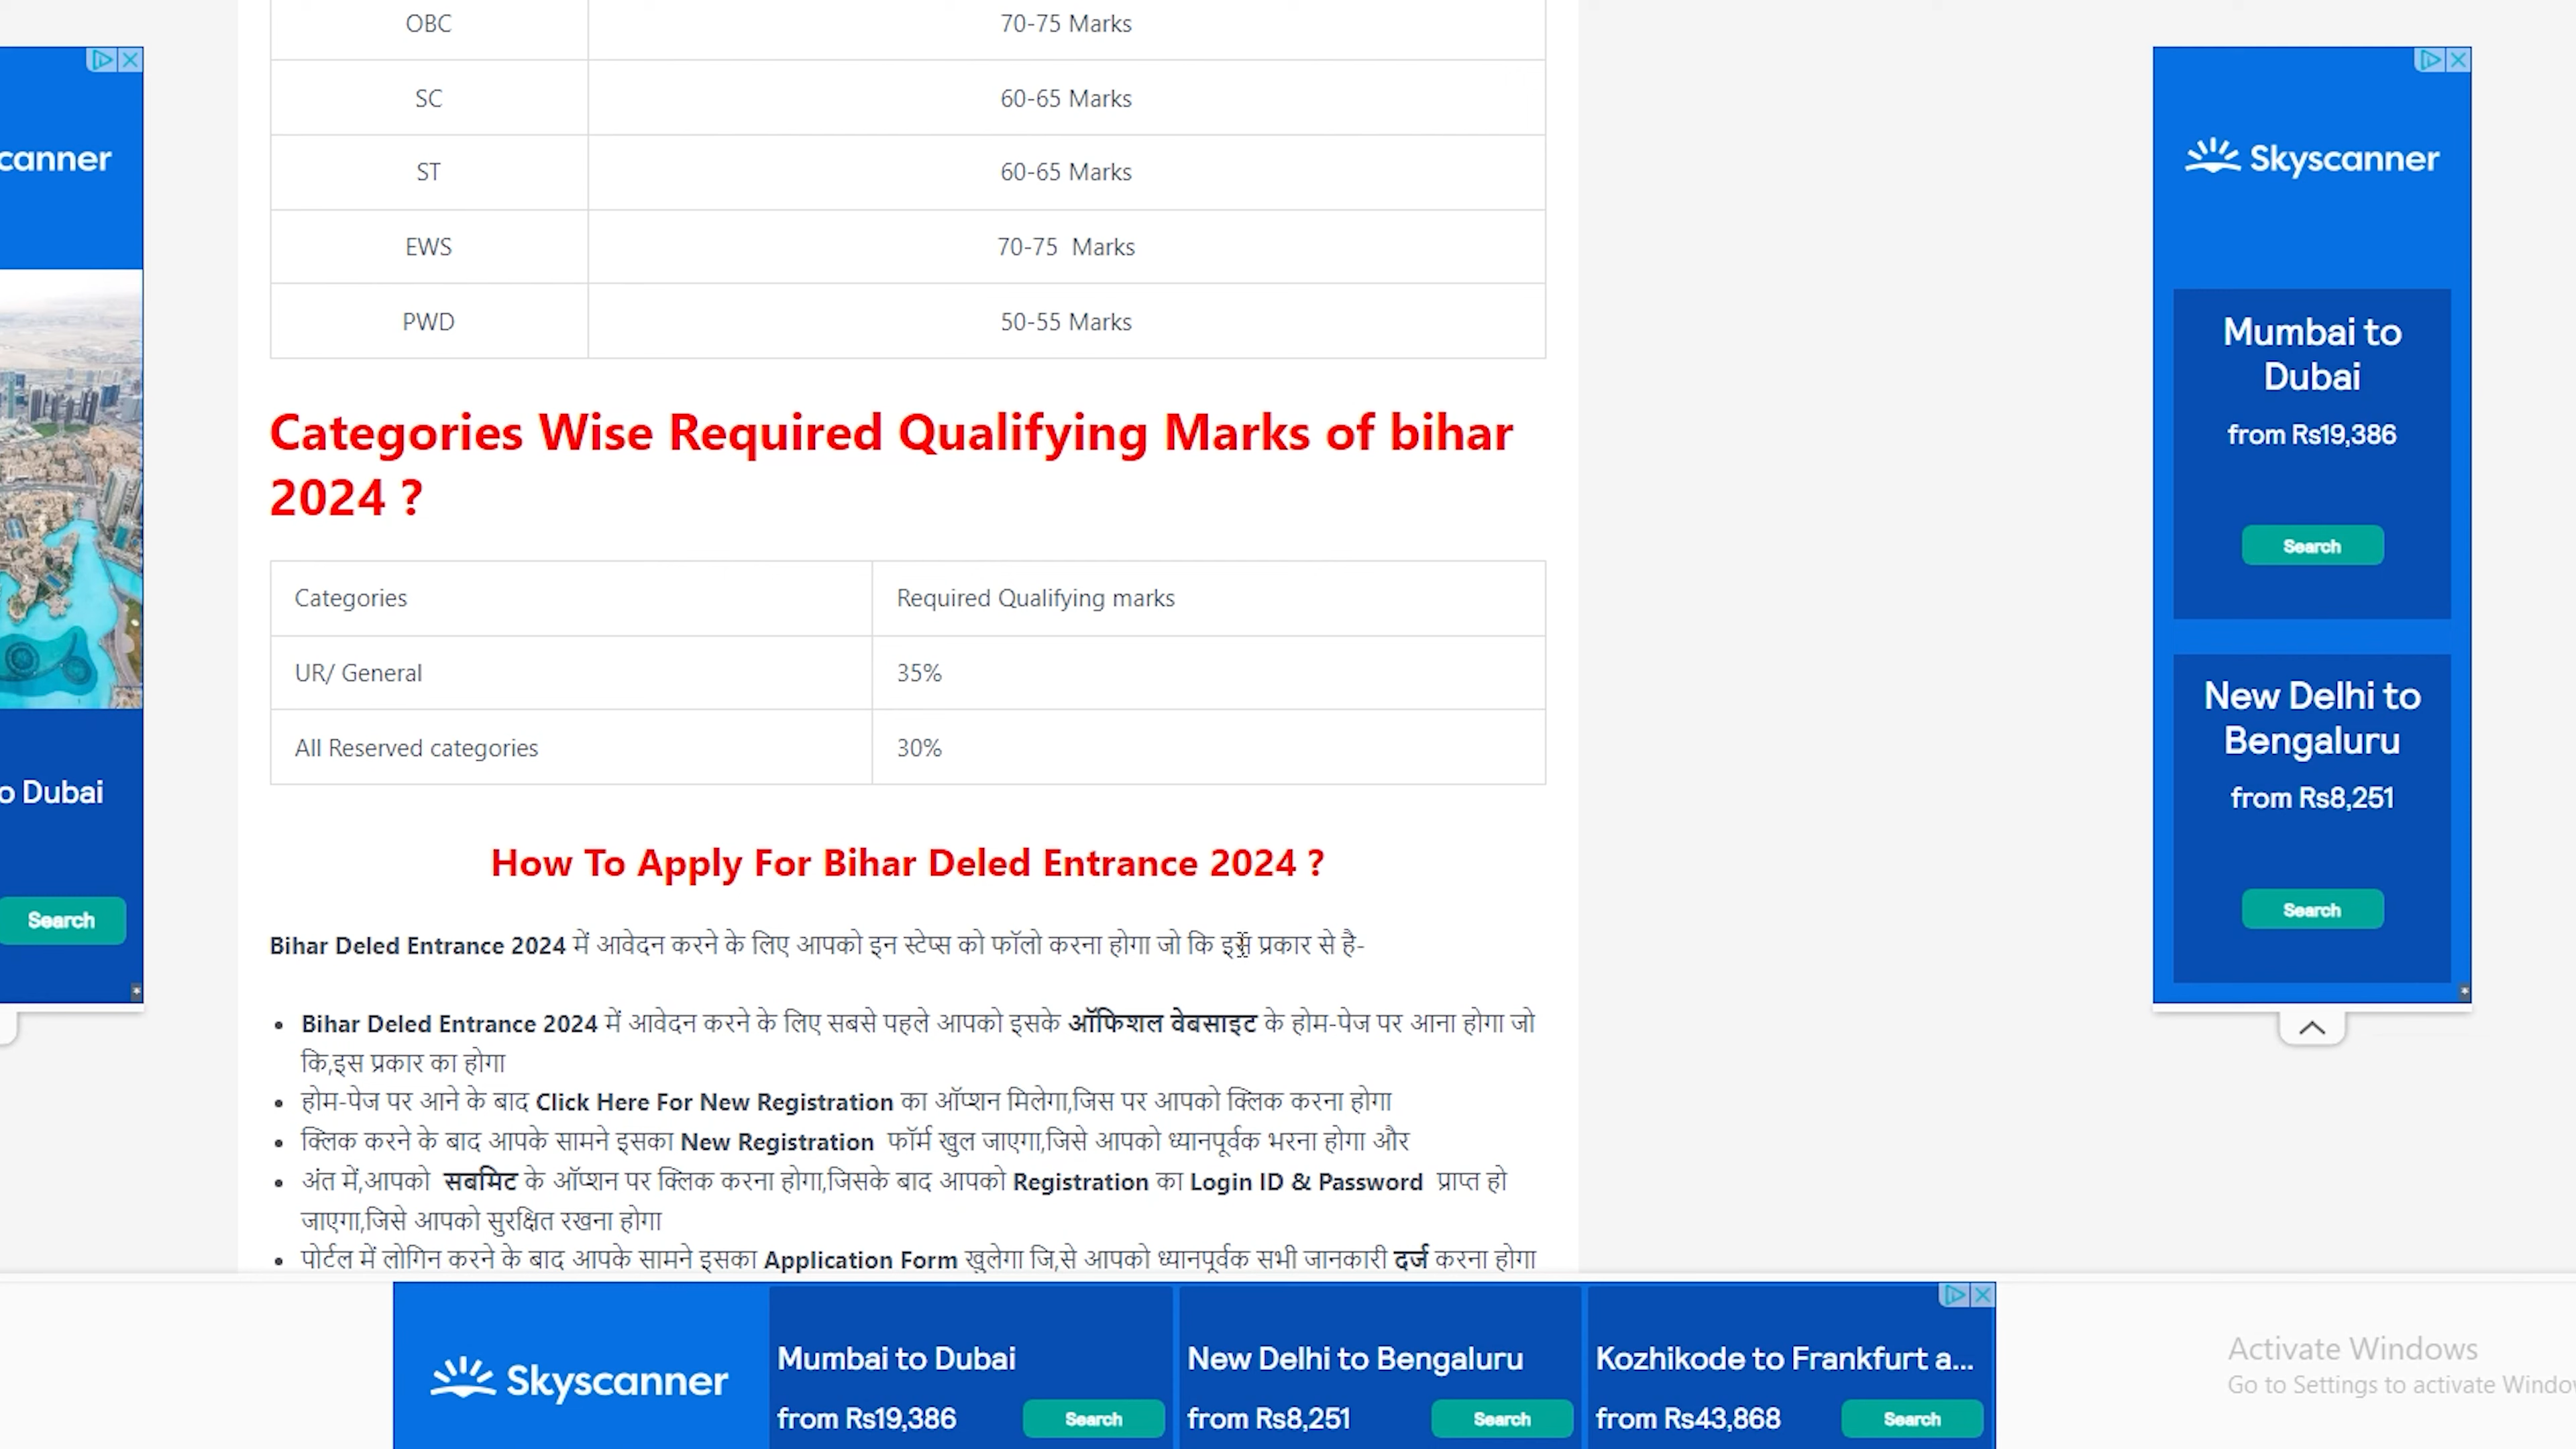 OBC 70-75 Marks
SC 60-65 Marks
ST 60-65 Marks
EWS 70-75 Marks
PWD 50-55 Marks
Categories Wise Required Qualifying Marks of bihar
2024 ?
Categories Required Qualifying marks
UR/ General 35%
All Reserved categories 30%
How To Apply For Bihar Deled Entrance 2024 ?
Bihar Deled Entrance 2024 में आवेदन करने के लिए आपको इन स्टेप्स को फॉलो करना होगा जो कि इस प्रकार से है-
• Bihar Deled Entrance 2024 में आवेदन करने के लिए सबसे पहले आपको इसके ऑफिशल वेबसाइट के होम-पेज पर आना होगा जो
कि,इस प्रकार का होगा
• होम-पेज पर आने के बाद Click Here For New Registration का ऑप्शन मिलेगा,जिस पर आपको क्लिक करना होगा
• क्लिक करने के बाद आपके सामने इसका New Registration फॉर्म खुल जाएगा,जिसे आपको ध्यानपूर्वक भरना होगा और
• अंत में,आपको सबमिट के ऑप्शन पर क्लिक करना होगा,जिसके बाद आपको Registration का Login ID & Password प्राप्त हो
जाएगा,जिसे आपको सुरक्षित रखना होगा
• पोर्टल में लोगिन करने के बाद आपके सामने इसका Application Form खुलेगा जि,से आपको ध्यानपूर्वक सभी जानकारी दर्ज करना होगा
canner
o Dubai
Search
Skyscanner
Mumbai to
Dubai
from Rs19,386
Search
New Delhi to
Bengaluru
from Rs8,251
Search
Skyscanner
Mumbai to Dubai
from Rs19,386
Search
New Delhi to Bengaluru
from Rs8,251
Search
Kozhikode to Frankfurt a...
from Rs43,868
Search
Activate Windows
Go to Settings to activate Window